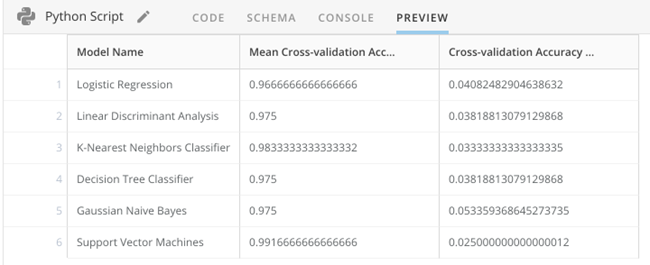 Python Script CODE SCHEMA CONSOLE PREVIEW
Model Name Mean Cross-validation Acc... Cross-validation Accuracy ...
1 Logistic Regression 0.9666666666666666 0.04082482904638632
2 Linear Discriminant Analysis 0.975 0.03818813079129868
3 K-Nearest Neighbors Classifier 0.9833333333333332 0.03333333333333335
4 Decision Tree Classifier 0.975 0.03818813079129868
5 Gaussian Naive Bayes 0.975 0.053359368645273735
6 Support Vector Machines 0.9916666666666666 0.025000000000000012